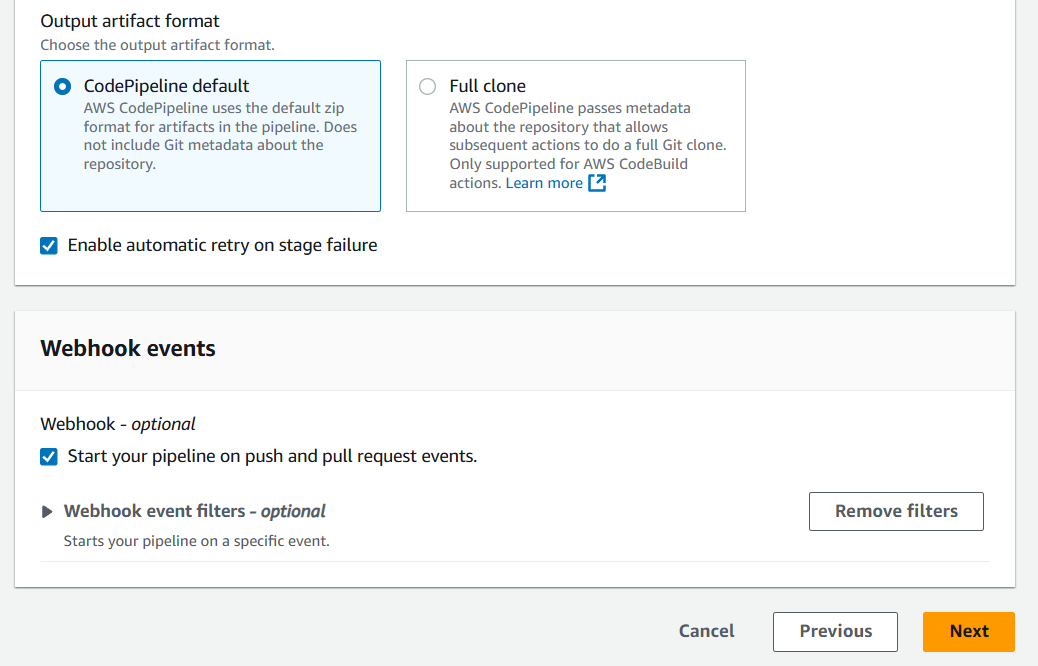 Output artifact format
Choose the output artifact format.
CodePipeline default
AWS CodePipeline uses the default zip
format for artifacts in the pipeline. Does
not include Git metadata about the
repository.
Full clone
AWS CodePipeline passes metadata
about the repository that allows
subsequent actions to do a full Git clone.
Only supported for AWS CodeBuild
actions. Learn more
Enable automatic retry on stage failure
Webhook events
Webhook - optional
Start your pipeline on push and pull request events.
Webhook event filters - optional
Remove filters
Starts your pipeline on a specific event.
Cancel
Previous
Next